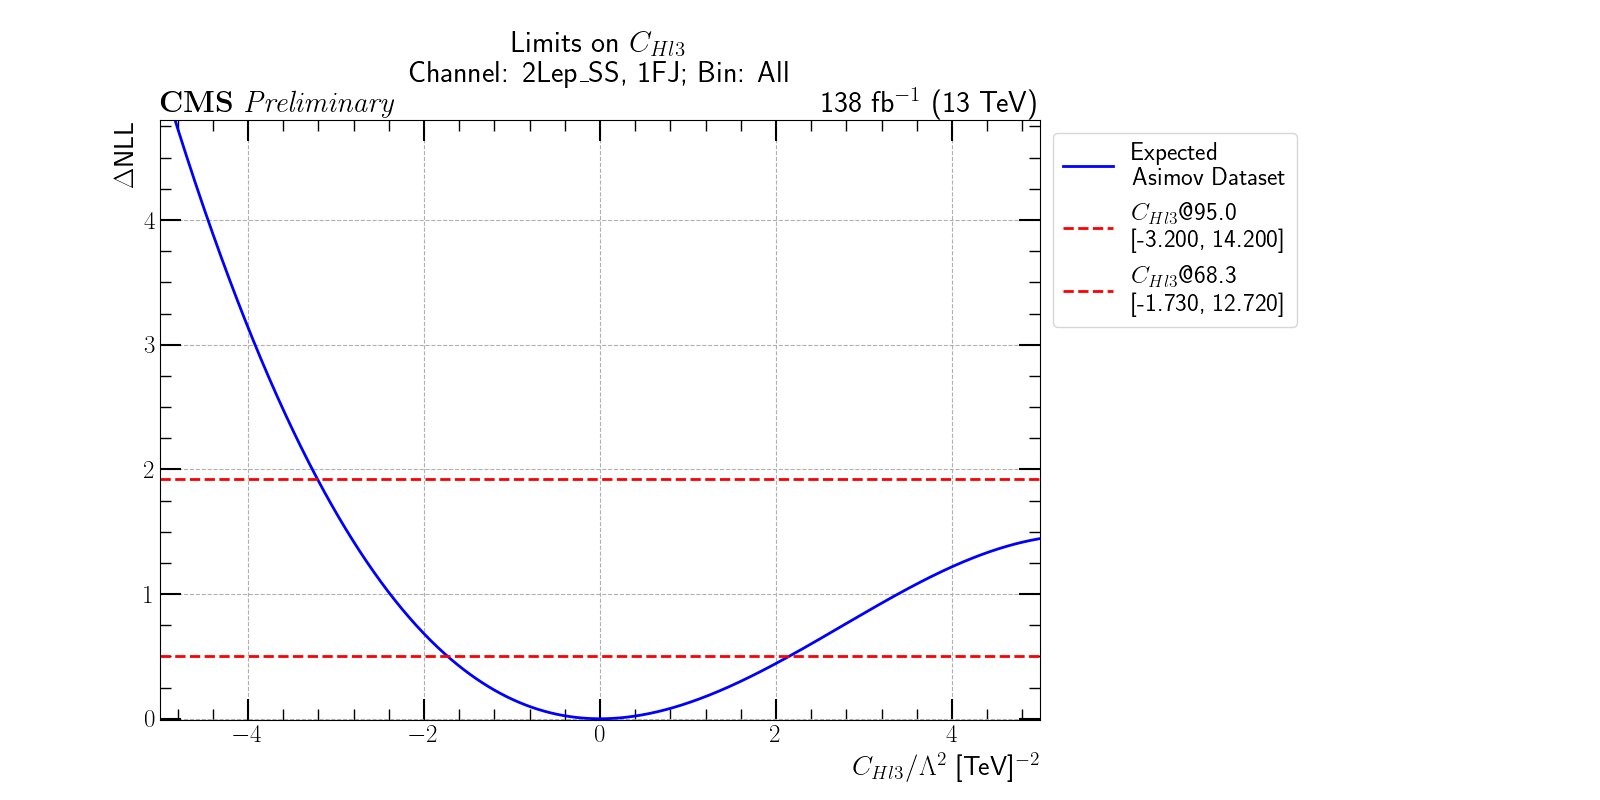 Limits on C_{Hl3}
Channel: 2Lep_SS, 1FJ; Bin: All
CMS Preliminary 138 fb⁻¹ (13 TeV)
ΔNLL
4
3
2
1
0
−4 −2 0 2 4
C_{Hl3}/Λ² [TeV]⁻²
Expected
Asimov Dataset
C_{Hl3}@95.0
[-3.200, 14.200]
C_{Hl3}@68.3
[-1.730, 12.720]